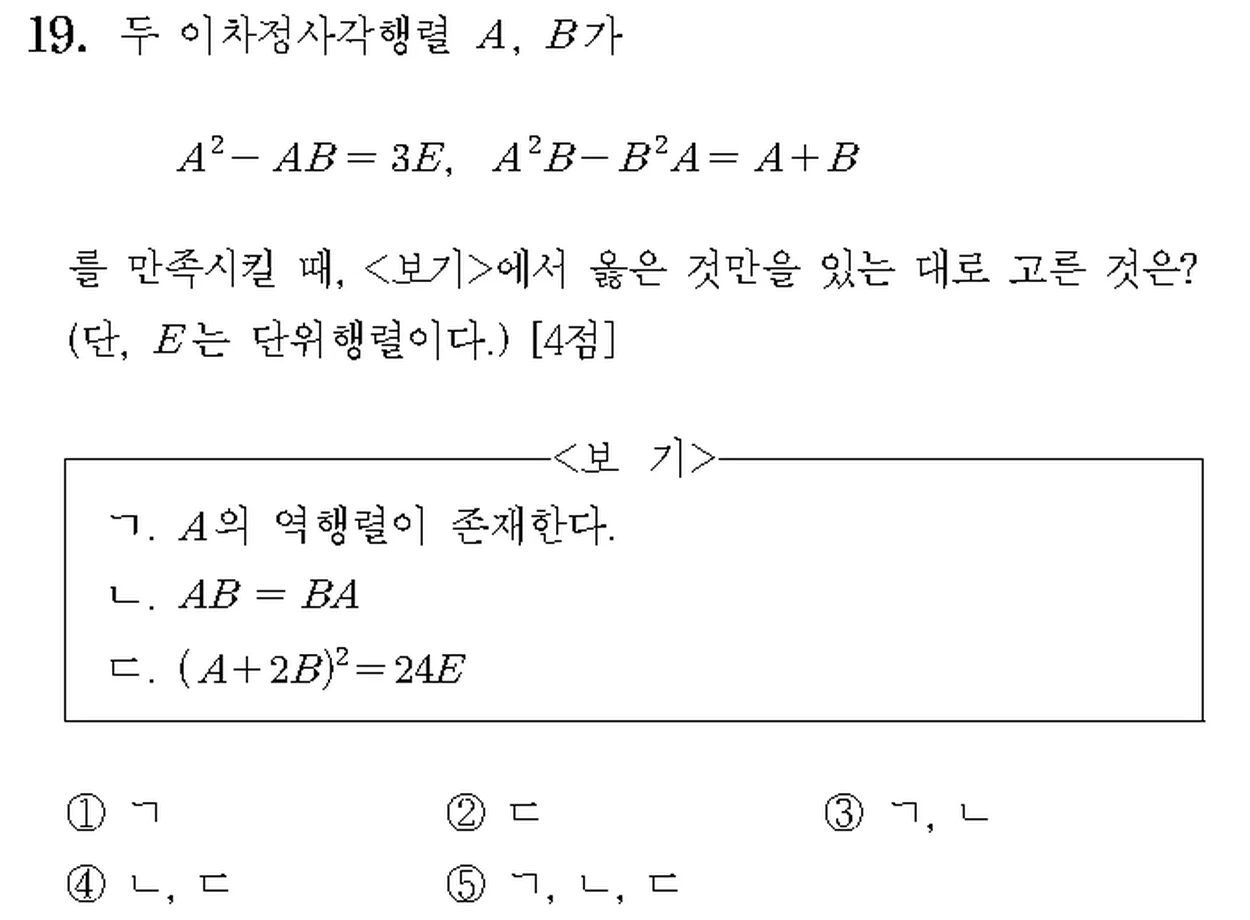 19. 두 이차정사각행렬 A, B가
A²− AB = 3E, A²B − B²A = A + B
를 만족시킬 때, <보기>에서 옳은 것만을 있는 대로 고른 것은?
(단, E는 단위행렬이다.) [4점]
<보 기>
ㄱ. A의 역행렬이 존재한다.
ㄴ. AB = BA
ㄷ. (A+2B)²= 24E
① ㄱ ② ㄷ ③ ㄱ, ㄴ
④ ㄴ, ㄷ ⑤ ㄱ, ㄴ, ㄷ